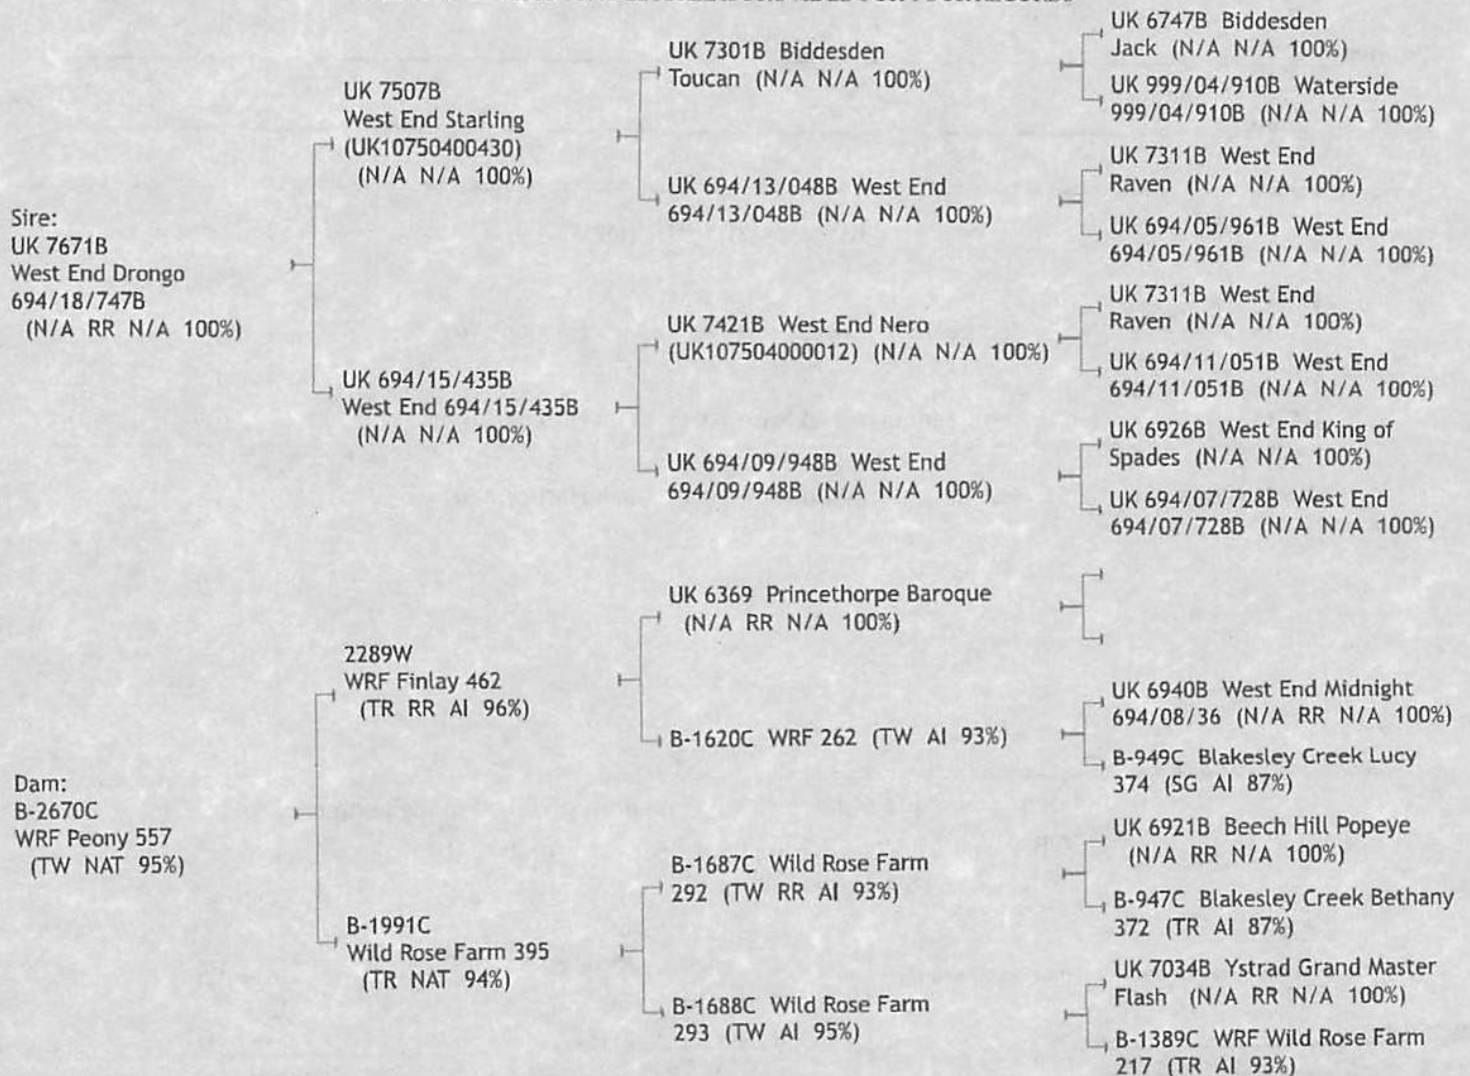 UK 6747B Biddesden
Jack (N/A N/A 100%)
UK 7301B Biddesden
Toucan (N/A N/A 100%)
UK 999/04/910B Waterside
999/04/910B (N/A N/A 100%)
UK 7507B
West End Starling
(UK10750400430)
(N/A N/A 100%)
UK 7311B West End
Raven (N/A N/A 100%)
UK 694/13/048B West End
694/13/048B (N/A N/A 100%)
UK 694/05/961B West End
694/05/961B (N/A N/A 100%)
Sire:
UK 7671B
West End Drongo
694/18/747B
(N/A RR N/A 100%)
UK 7311B West End
Raven (N/A N/A 100%)
UK 7421B West End Nero
(UK107504000012) (N/A N/A 100%)
UK 694/11/051B West End
694/11/051B (N/A N/A 100%)
UK 694/15/435B
West End 694/15/435B
(N/A N/A 100%)
UK 6926B West End King of
Spades (N/A N/A 100%)
UK 694/09/948B West End
694/09/948B (N/A N/A 100%)
UK 694/07/728B West End
694/07/728B (N/A N/A 100%)
UK 6369 Princethorpe Baroque
(N/A RR N/A 100%)
2289W
WRF Finlay 462
(TR RR AI 96%)
UK 6940B West End Midnight
694/08/36 (N/A RR N/A 100%)
B-1620C WRF 262 (TW AI 93%)
B-949C Blakesley Creek Lucy
374 (SG AI 87%)
Dam:
B-2670C
WRF Peony 557
(TW NAT 95%)
UK 6921B Beech Hill Popeye
(N/A RR N/A 100%)
B-1687C Wild Rose Farm
292 (TW RR AI 93%)
B-947C Blakesley Creek Bethany
372 (TR AI 87%)
B-1991C
Wild Rose Farm 395
(TR NAT 94%)
UK 7034B Ystrad Grand Master
Flash (N/A RR N/A 100%)
B-1688C Wild Rose Farm
293 (TW AI 95%)
B-1389C WRF Wild Rose Farm
217 (TR AI 93%)